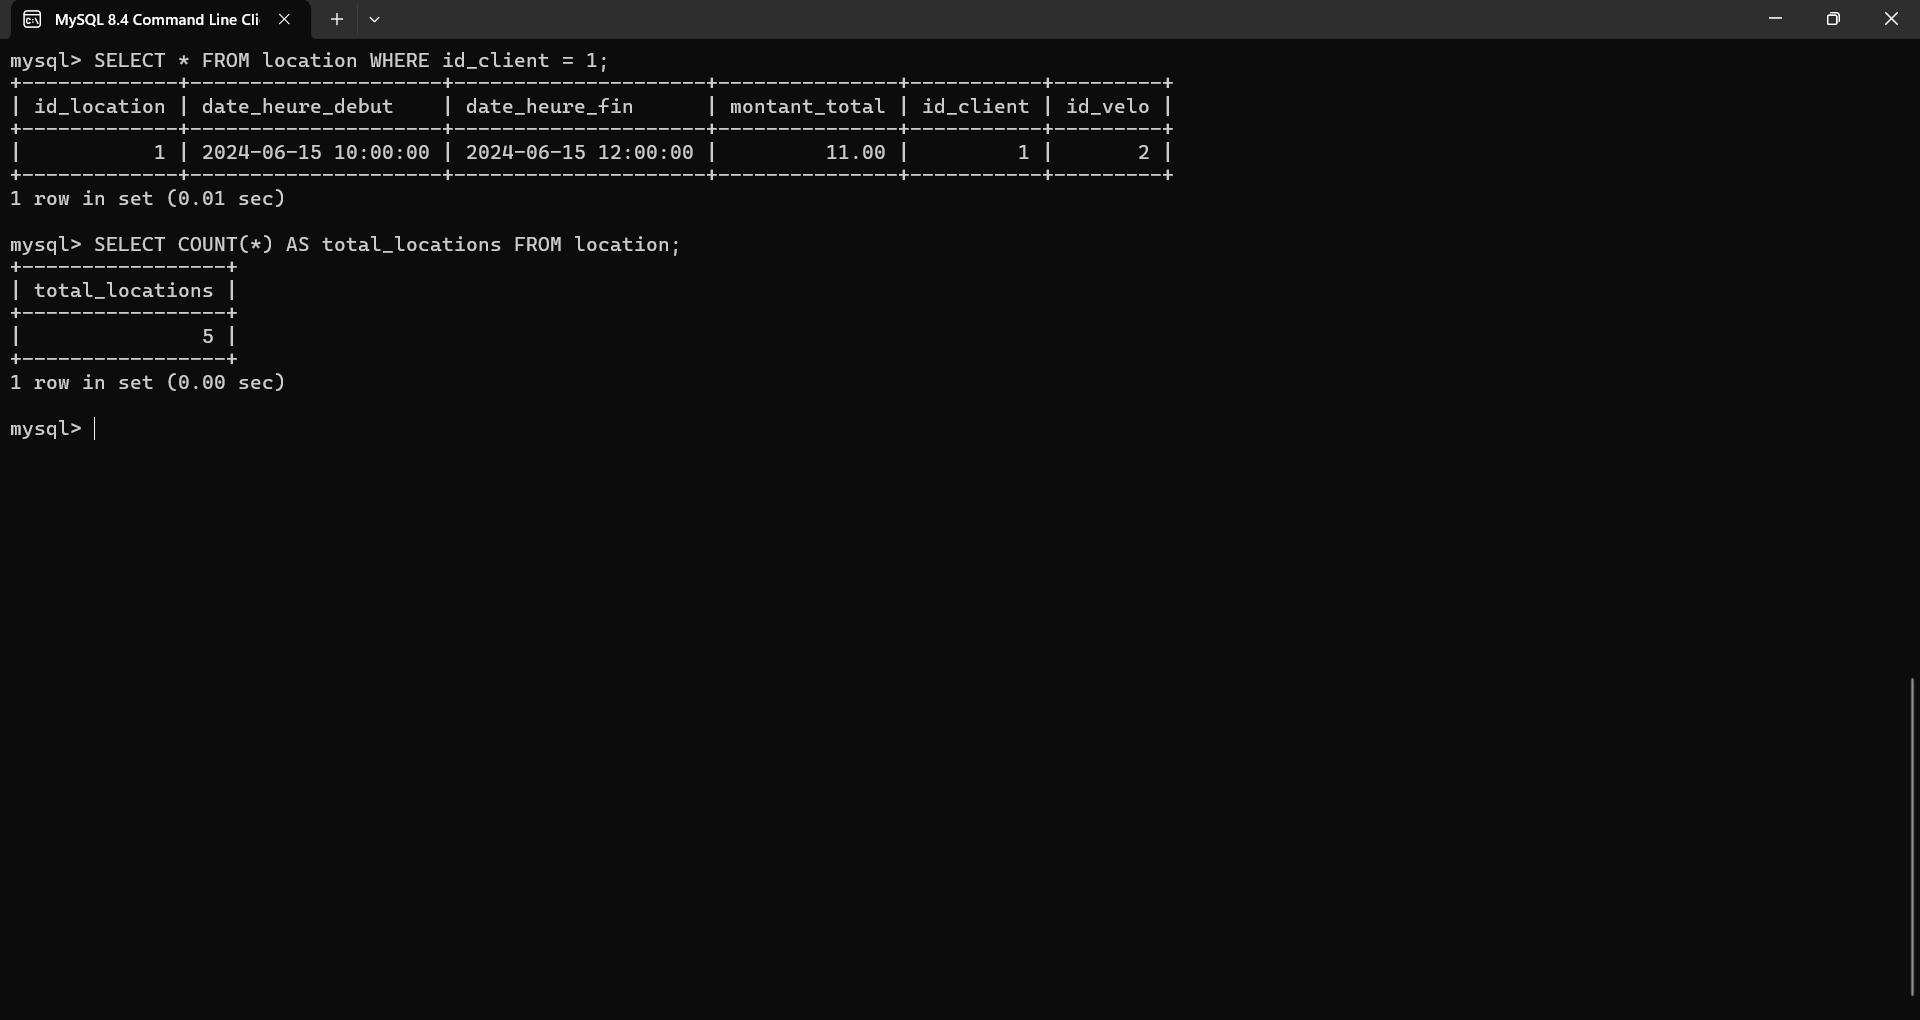 MySQL 8.4 Command Line Cli
mysql> SELECT * FROM location WHERE id_client = 1;
+-------------+---------------------+---------------------+---------------+-----------+---------+
| id_location | date_heure_debut    | date_heure_fin      | montant_total | id_client | id_velo |
+-------------+---------------------+---------------------+---------------+-----------+---------+
|           1 | 2024-06-15 10:00:00 | 2024-06-15 12:00:00 |         11.00 |         1 |       2 |
+-------------+---------------------+---------------------+---------------+-----------+---------+
1 row in set (0.01 sec)
mysql> SELECT COUNT(*) AS total_locations FROM location;
+-----------------+
| total_locations |
+-----------------+
|               5 |
+-----------------+
1 row in set (0.00 sec)
mysql>